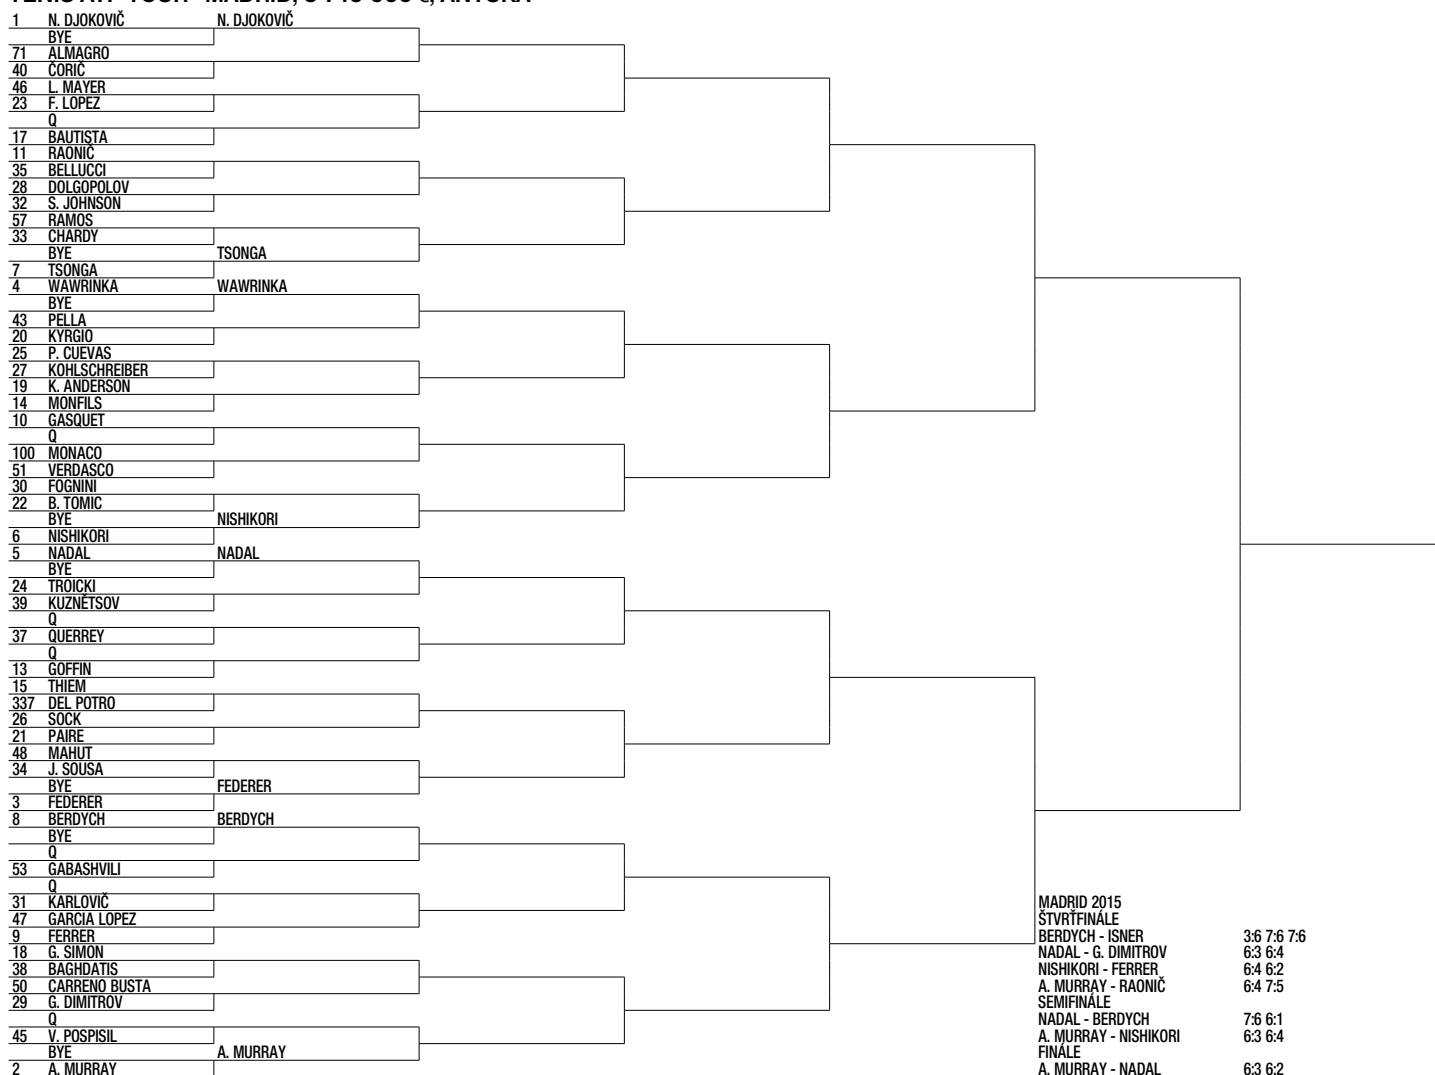 1 N. DJOKOVIČ N. DJOKOVIČ
BYE
71 ALMAGRO
40 ČORIČ
46 L. MAYER
23 F. LOPEZ
Q
17 BAUTISTA
11 RAONIČ
35 BELLUCCI
28 DOLGOPOLOV
32 S. JOHNSON
57 RAMOS
33 CHARDY
BYE TSONGA
7 TSONGA
4 WAWRINKA WAWRINKA
BYE
43 PELLA
20 KYRGIO
25 P. CUEVAS
27 KOHLSCHREIBER
19 K. ANDERSON
14 MONFILS
10 GASQUET
Q
100 MONACO
51 VERDASCO
30 FOGNINI
22 B. TOMIC
BYE NISHIKORI
6 NISHIKORI
5 NADAL NADAL
BYE
24 TROICKI
39 KUZNĚTSOV
Q
37 QUERREY
Q
13 GOFFIN
15 THIEM
337 DEL POTRO
26 SOCK
21 PAIRE
48 MAHUT
34 J. SOUSA
BYE FEDERER
3 FEDERER
8 BERDYCH BERDYCH
BYE
Q
53 GABASHVILI
Q
31 KARLOVIČ
47 GARCIA LOPEZ
9 FERRER
18 G. SIMON
38 BAGHDATIS
50 CARRENO BUSTA
29 G. DIMITROV
Q
45 V. POSPISIL
BYE A. MURRAY
2 A. MURRAY
MADRID 2015
ŠTVRŤFINÁLE
BERDYCH - ISNER 3:6 7:6 7:6
NADAL - G. DIMITROV 6:3 6:4
NISHIKORI - FERRER 6:4 6:2
A. MURRAY - RAONIČ 6:4 7:5
SEMIFINÁLE
NADAL - BERDYCH 7:6 6:1
A. MURRAY - NISHIKORI 6:3 6:4
FINÁLE
A. MURRAY - NADAL 6:3 6:2